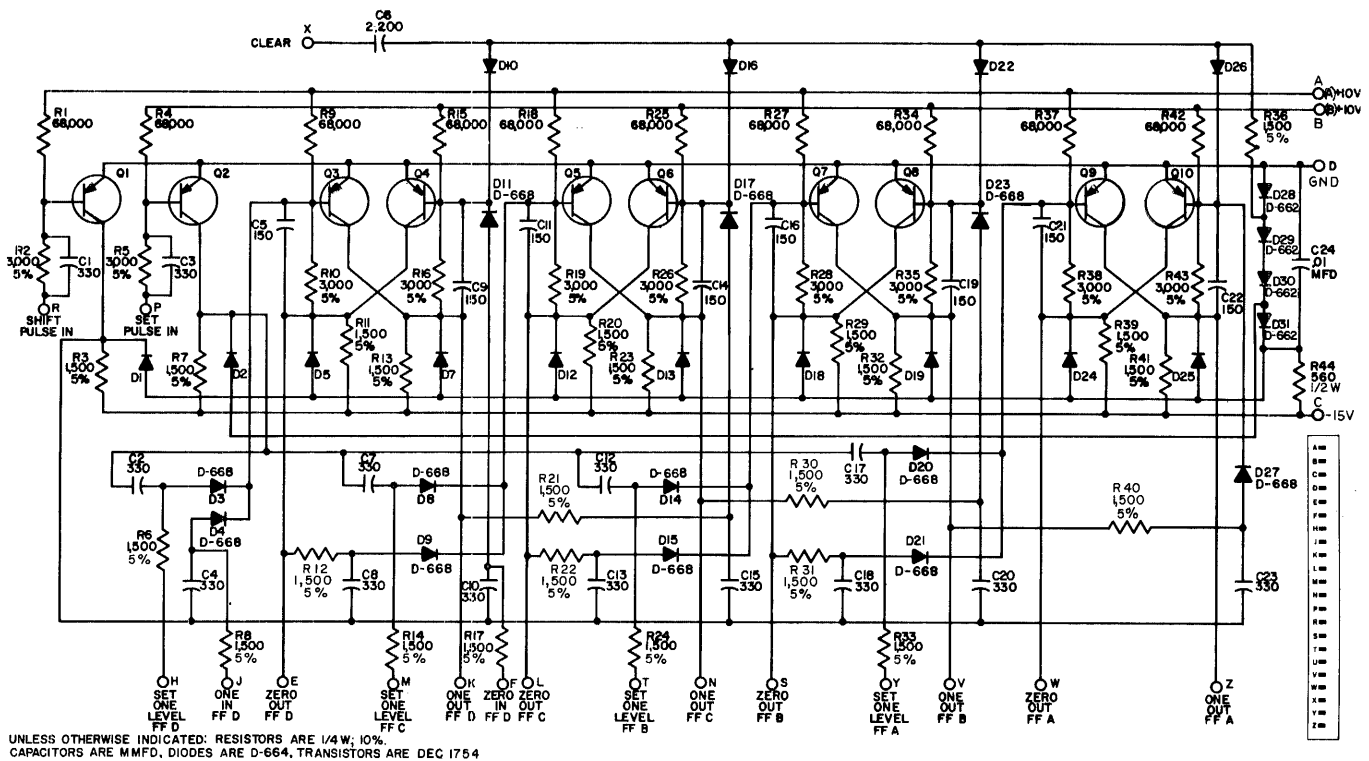 C6
2,200
X
CLEAR
D10
D16
D22
D26
A
(A)+10V
(B)+10V
B
R1
68,000
R4
68,000
R9
68,000
R15
68,000
R18
68,000
R25
68,000
R27
68,000
R34
68,000
R37
68,000
R42
68,000
R36
1,500
5%
D
GND
Q1
Q2
Q3
Q4
Q5
Q6
Q7
Q8
Q9
Q10
D11
D-668
D17
D-668
D23
D-668
D28
D-662
D29
D-662
D30
D-662
D31
D-662
C24
.01
MFD
C5
150
C11
150
C16
150
C21
150
R2
3,000
5%
C1
330
R5
3,000
5%
C3
330
R10
3,000
5%
R16
3,000
5%
C9
150
R19
3,000
5%
R26
3,000
5%
C14
150
R28
3,000
5%
R35
3,000
5%
C19
150
R38
3,000
5%
R43
3,000
5%
C22
150
R
SHIFT
PULSE IN
P
SET
PULSE IN
R3
1,500
5%
D1
R7
1,500
5%
D2
D5
R11
1,500
5%
R13
1,500
5%
D7
D12
R20
1,500
5%
R23
1,500
5%
D13
D18
R29
1,500
5%
R32
1,500
5%
D19
D24
R39
1,500
5%
R41
1,500
5%
D25
R44
560
1/2 W
C
-15V
C2
330
D-668
D3
D4
D-668
C7
330
D-668
D8
C12
330
D-668
D14
C17
330
D20
D-668
D27
D-668
R6
1,500
5%
C4
330
R12
1,500
5%
C8
330
D9
D-668
R21
1,500
5%
C10
330
R22
1,500
5%
C13
330
D15
D-668
C15
330
R30
1,500
5%
R31
1,500
5%
C18
330
D21
D-668
C20
330
R40
1,500
5%
C23
330
R8
1,500
5%
R14
1,500
5%
R17
1,500
5%
R24
1,500
5%
R33
1,500
5%
H
SET
ONE
LEVEL
FF D
J
ONE
IN
FF D
E
ZERO
OUT
FF D
M
SET
ONE
LEVEL
FF C
K
ONE
OUT
FF D
F
ZERO
IN
FF D
L
ZERO
OUT
FF C
T
SET
ONE
LEVEL
FF B
N
ONE
OUT
FF C
S
ZERO
OUT
FF B
Y
SET
ONE
LEVEL
FF A
V
ONE
OUT
FF B
W
ZERO
OUT
FF A
Z
ONE
OUT
FF A
A
B
C
D
E
F
H
J
K
L
M
N
P
R
S
T
U
V
W
X
Y
Z
UNLESS OTHERWISE INDICATED: RESISTORS ARE 1/4 W; 10%.
CAPACITORS ARE MMFD, DIODES ARE D-664, TRANSISTORS ARE DEC 1754